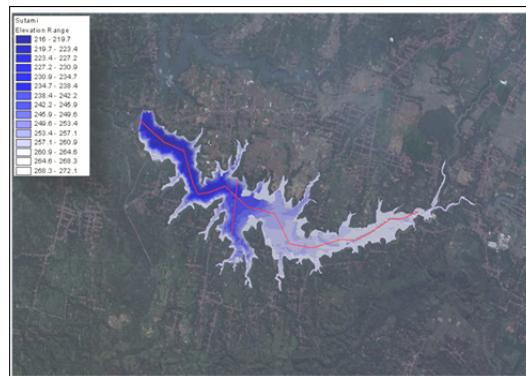 Sutami
Elevation Range
216 - 219.7
219.7 - 223.4
223.4 - 227.2
227.2 - 230.9
230.9 - 234.7
234.7 - 238.4
238.4 - 242.2
242.2 - 245.9
245.9 - 249.6
249.6 - 253.4
253.4 - 257.1
257.1 - 260.9
260.9 - 264.6
264.6 - 268.3
268.3 - 272.1